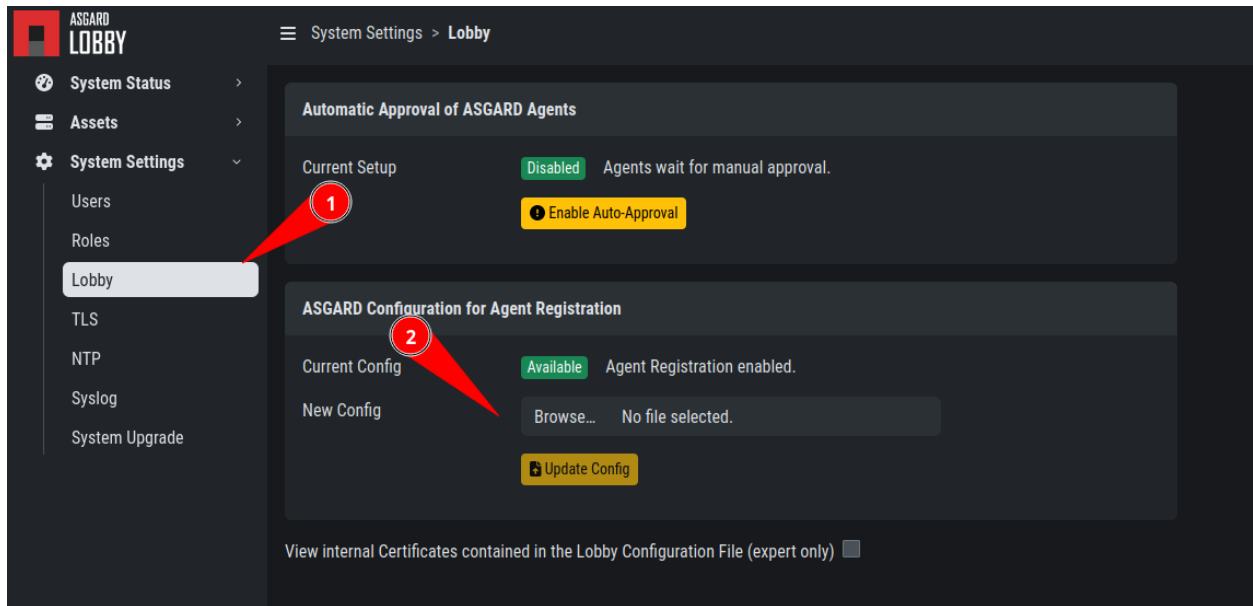 ASGARD
LOBBY
System Settings > Lobby
System Status
Assets
System Settings
Users
Roles
Lobby
TLS
NTP
Syslog
System Upgrade
Automatic Approval of ASGARD Agents
Current Setup
Disabled Agents wait for manual approval.
Enable Auto-Approval
1
ASGARD Configuration for Agent Registration
2
Current Config
Available Agent Registration enabled.
New Config
Browse... No file selected.
Update Config
View internal Certificates contained in the Lobby Configuration File (expert only)